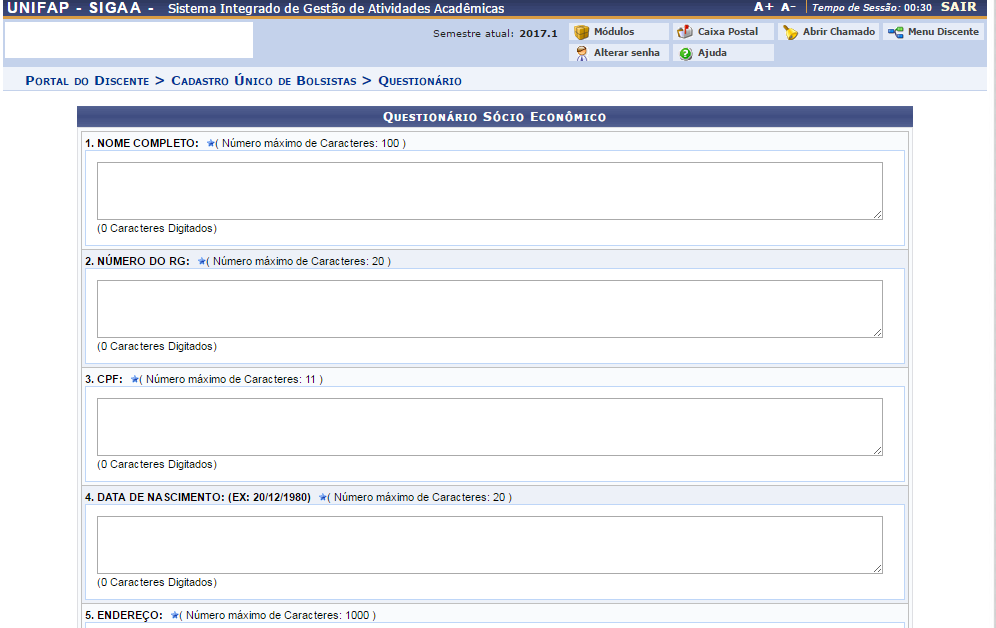 UNIFAP - SIGAA - Sistema Integrado de Gestão de Atividades Acadêmicas A+ A- Tempo de Sessão: 00:30 SAIR
Semestre atual: 2017.1 Módulos Caixa Postal Abrir Chamado Menu Discente
Alterar senha Ajuda
Portal do Discente > Cadastro Único de Bolsistas > Questionário
Questionário Sócio Econômico
1. NOME COMPLETO: ( Número máximo de Caracteres: 100 )
(0 Caracteres Digitados)
2. NÚMERO DO RG: ( Número máximo de Caracteres: 20 )
(0 Caracteres Digitados)
3. CPF: ( Número máximo de Caracteres: 11 )
(0 Caracteres Digitados)
4. DATA DE NASCIMENTO: (EX: 20/12/1980) ( Número máximo de Caracteres: 20 )
(0 Caracteres Digitados)
5. ENDEREÇO: ( Número máximo de Caracteres: 1000 )